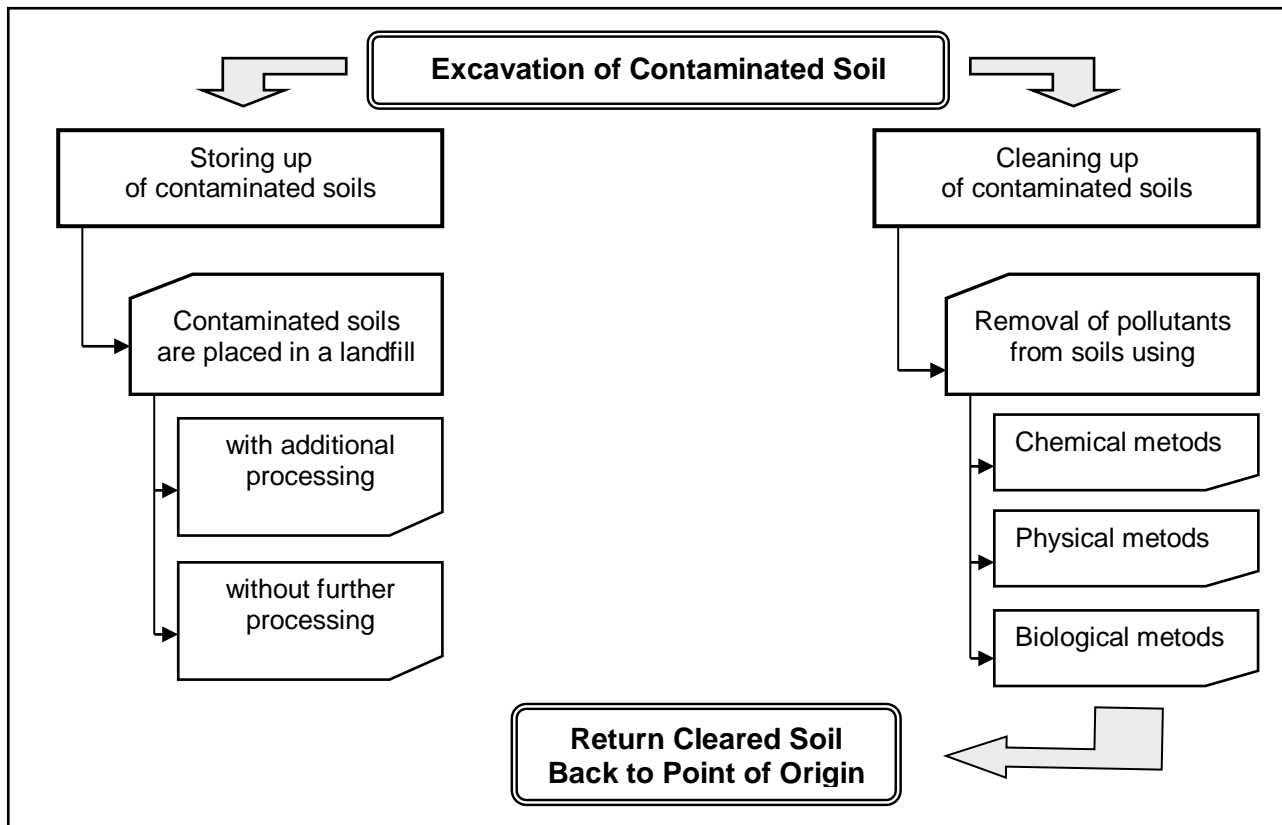 Excavation of Contaminated Soil
Storing up
of contaminated soils
Contaminated soils
are placed in a landfill
with additional
processing
without further
processing
Cleaning up
of contaminated soils
Removal of pollutants
from soils using
Chemical metods
Physical metods
Biological metods
Return Cleared Soil
Back to Point of Origin